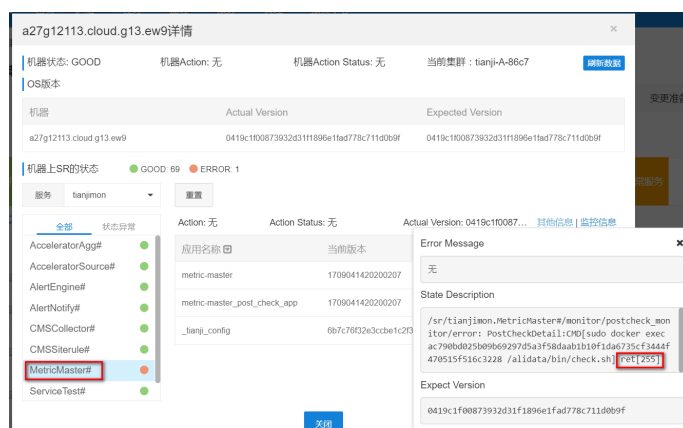 a27g12113.cloud.g13.ew9详情
机器状态: GOOD 机器Action: 无 机器Action Status: 无 当前集群：tianji-A-86c7 刷新数据
OS版本
变更准备
机器 Actual Version Expected Version
a27g12113.cloud.g13.ew9 0419c1f00873932d31f1896e1fad778c711d0b9f 0419c1f00873932d31f1896e1fad778c711d0b9f
机器上SR的状态 GOOD: 69 ERROR: 1
常服务
服务 tianjimon 重置
全部 状态异常
Action: 无 Action Status: 无 Actual Version: 0419c1f0087… 其他信息 | 监控信息
AcceleratorAgg#
AcceleratorSource#
AlertEngine#
AlertNotify#
CMSCollector#
CMSSiterule#
MetricMaster#
ServiceTest#
应用名称 当前版本
metric-master 1709041420200207
metric-master_post_check_app 1709041420200207
_tianji_config 6b7c76f32e3ccbe1c2f3
Error Message
无
State Description
/sr/tianjimon.MetricMaster#/monitor/postcheck_mon
itor/error: PostCheckDetail:CMD[sudo docker exec
ac790bd025b09b69297d5a3f58daab1b10f1da6735cf3444f
470515f516c3228 /alidata/bin/check.sh] ret[255]
Expect Version
0419c1f00873932d31f1896e1fad778c711d0b9f
关闭